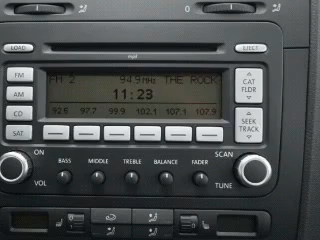 0
LOAD
mp3
EJECT
FM
AM
CD
SAT
FM 2 94.9MHz THE ROCK
11:23
92.5 97.7 99.9 102.1 107.1 107.9
CAT
FLDR
SEEK
TRACK
ON
VOL
BASS MIDDLE TREBLE BALANCE FADER
SCAN
TUNE